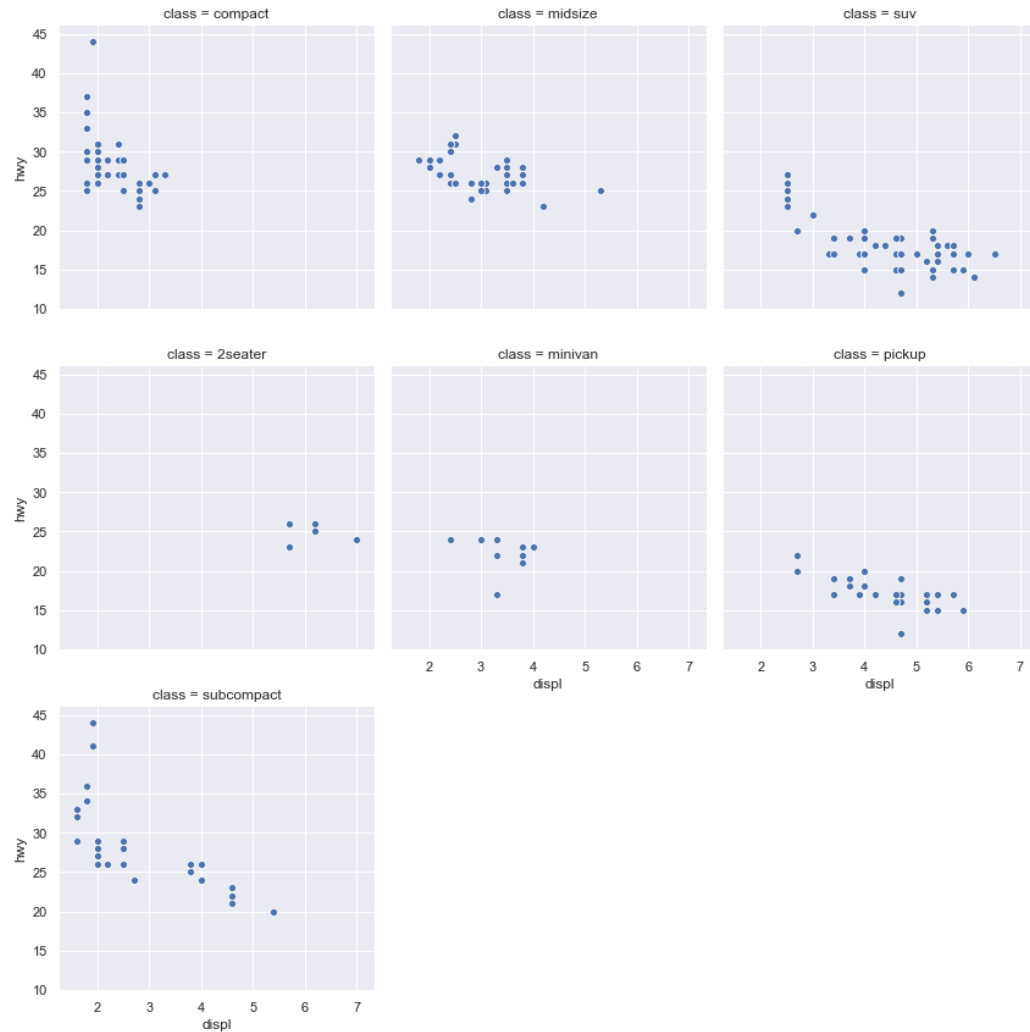 class = compact
class = midsize
class = suv
45
40
35
30
25
20
15
10
hwy
class = 2seater
class = minivan
class = pickup
45
40
35
30
25
20
15
10
hwy
2 3 4 5 6 7
displ
2 3 4 5 6 7
displ
class = subcompact
45
40
35
30
25
20
15
10
hwy
2 3 4 5 6 7
displ